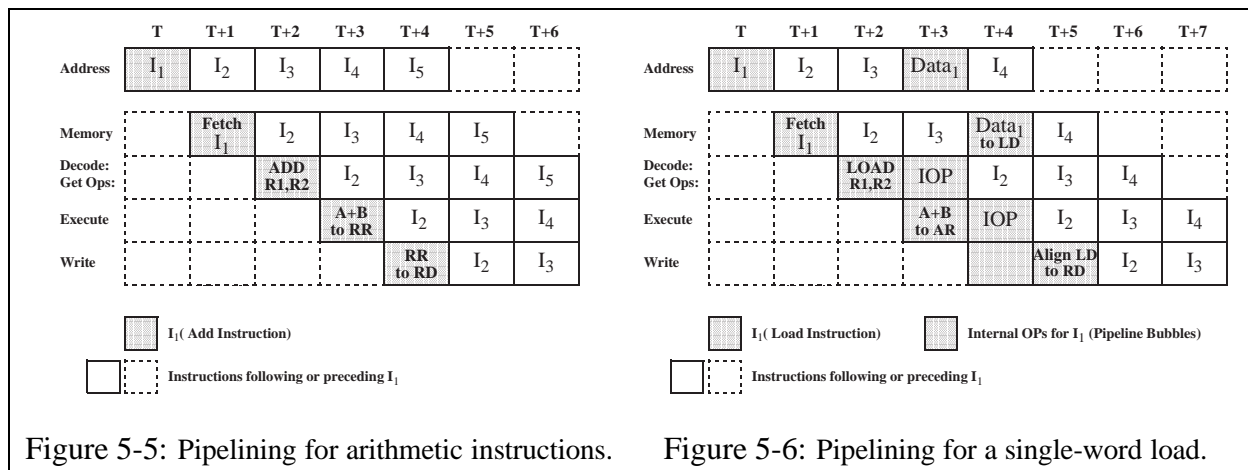 T T+1 T+2 T+3 T+4 T+5 T+6
Address I1 I2 I3 I4 I5
Memory Fetch I1 I2 I3 I4 I5
Decode: Get Ops: ADD R1,R2 I2 I3 I4 I5
Execute A+B to RR I2 I3 I4
Write RR to RD I2 I3
I1( Add Instruction)
Instructions following or preceding I1
Figure 5-5: Pipelining for arithmetic instructions.
T T+1 T+2 T+3 T+4 T+5 T+6 T+7
Address I1 I2 I3 Data1 I4
Memory Fetch I1 I2 I3 Data1 to LD I4
Decode: Get Ops: LOAD R1,R2 IOP I2 I3 I4
Execute A+B to AR IOP I2 I3 I4
Write Align LD to RD I2 I3
I1( Load Instruction) Internal OPs for I1 (Pipeline Bubbles)
Instructions following or preceding I1
Figure 5-6: Pipelining for a single-word load.